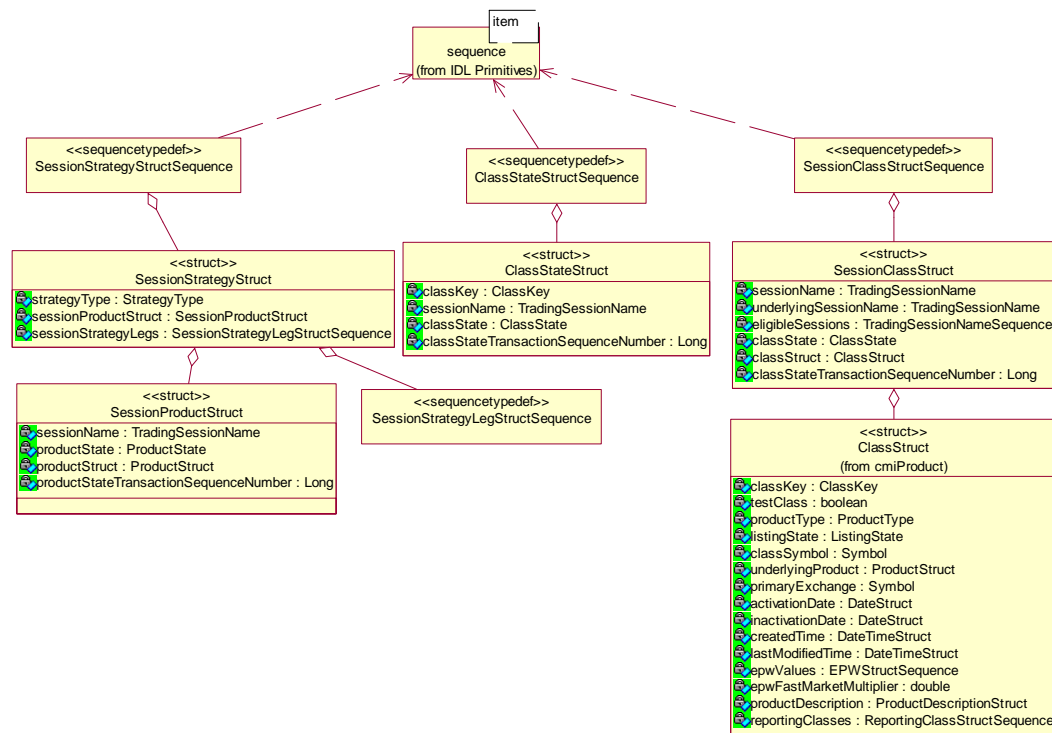 item
sequence
(from IDL Primitives)
<<sequencetypedef>>
SessionStrategyStructSequence
<<sequencetypedef>>
ClassStateStructSequence
<<sequencetypedef>>
SessionClassStructSequence
<<struct>>
SessionStrategyStruct
strategyType : StrategyType
sessionProductStruct : SessionProductStruct
sessionStrategyLegs : SessionStrategyLegStructSequence
<<struct>>
ClassStateStruct
classKey : ClassKey
sessionName : TradingSessionName
classState : ClassState
classStateTransactionSequenceNumber : Long
<<struct>>
SessionClassStruct
sessionName : TradingSessionName
underlyingSessionName : TradingSessionName
eligibleSessions : TradingSessionNameSequence
classState : ClassState
classStruct : ClassStruct
classStateTransactionSequenceNumber : Long
<<struct>>
SessionProductStruct
sessionName : TradingSessionName
productState : ProductState
productStruct : ProductStruct
productStateTransactionSequenceNumber : Long
<<sequencetypedef>>
SessionStrategyLegStructSequence
<<struct>>
ClassStruct
(from cmiProduct)
classKey : ClassKey
testClass : boolean
productType : ProductType
listingState : ListingState
classSymbol : Symbol
underlyingProduct : ProductStruct
primaryExchange : Symbol
activationDate : DateStruct
inactivationDate : DateStruct
createdTime : DateTimeStruct
lastModifiedTime : DateTimeStruct
epwValues : EPWStructSequence
epwFastMarketMultiplier : double
productDescription : ProductDescriptionStruct
reportingClasses : ReportingClassStructSequence